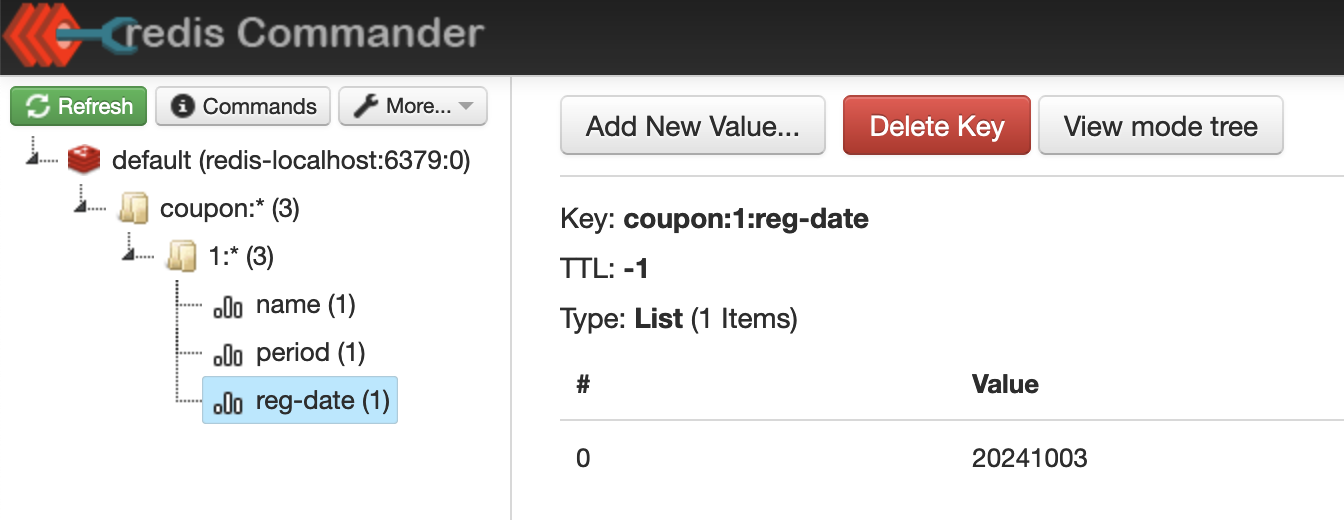 redis Commander
Refresh Commands More...
default (redis-localhost:6379:0)
coupon:* (3)
1:* (3)
name (1)
period (1)
reg-date (1)
Add New Value... Delete Key View mode tree
Key: coupon:1:reg-date
TTL: -1
Type: List (1 Items)
# Value
0 20241003